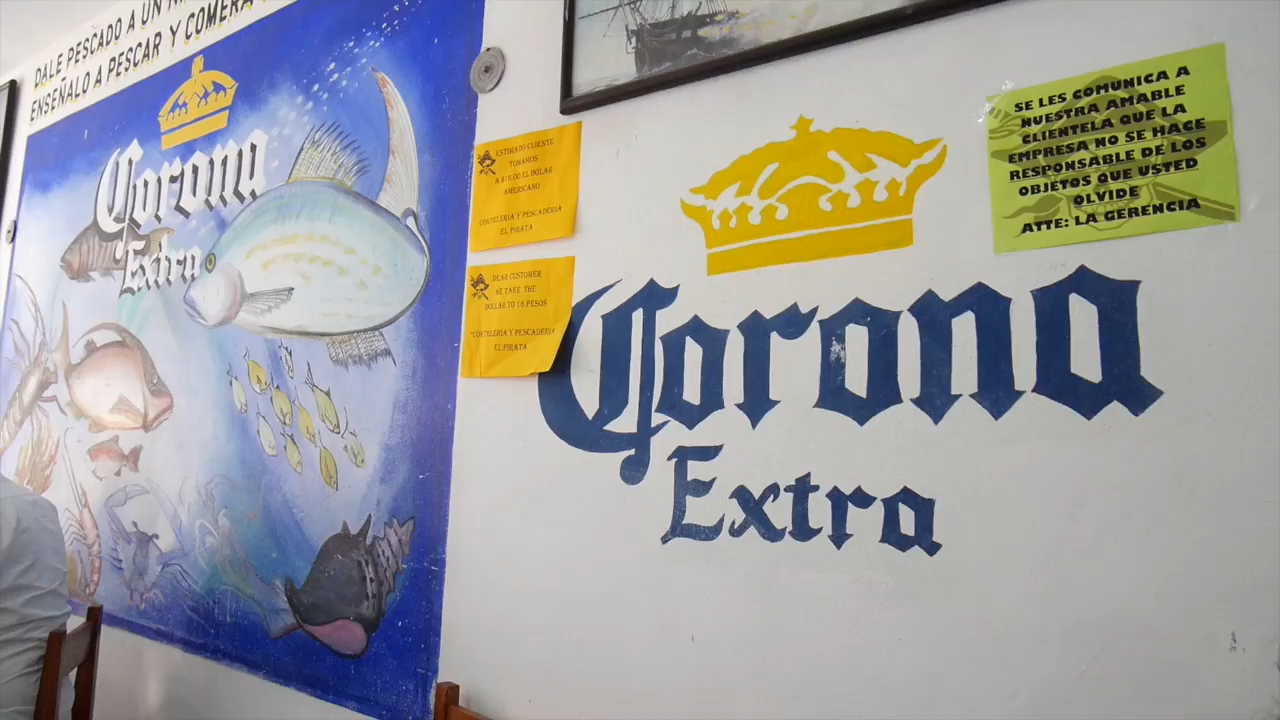 DALE PESCADO A UN
ENSEÑALO A PESCAR Y COMERA
Corona
Extra
ESTIMADO CLIENTE
TOMAMOS
A $16.00 EL DOLAR
AMERICANO
COCTELERIA Y PESCADERIA
EL PIRATA
DEAR CUSTOMER
WE TAKE THE
DOLLAR TO 16 PESOS
"COCTELERIA Y PESCADERIA
EL PIRATA
Corona
Extra
SE LES COMUNICA A
NUESTRA AMABLE
CLIENTELA QUE LA
EMPRESA NO SE HACE
RESPONSABLE DE LOS
OBJETOS QUE USTED
OLVIDE
ATTE: LA GERENCIA